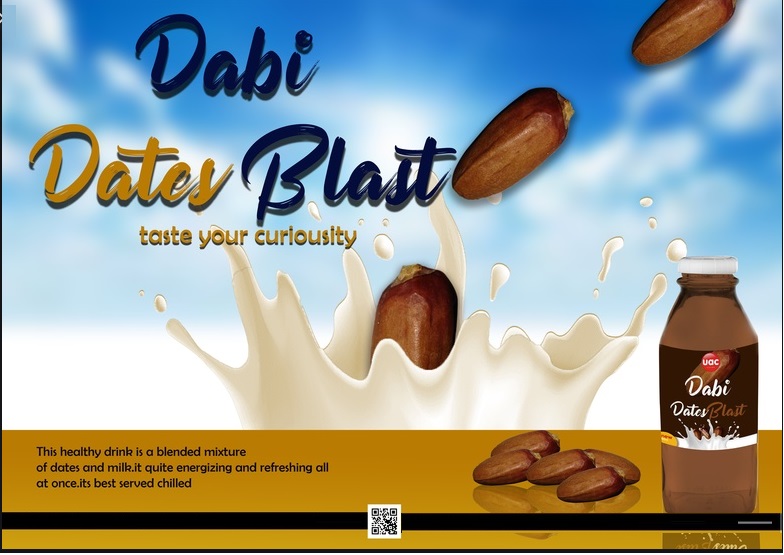 Dabi
Dates Blast
taste your curiousity
uac
Dabi
Dates Blast
This healthy drink is a blended mixture
of dates and milk.it quite energizing and refreshing all
at once.its best served chilled